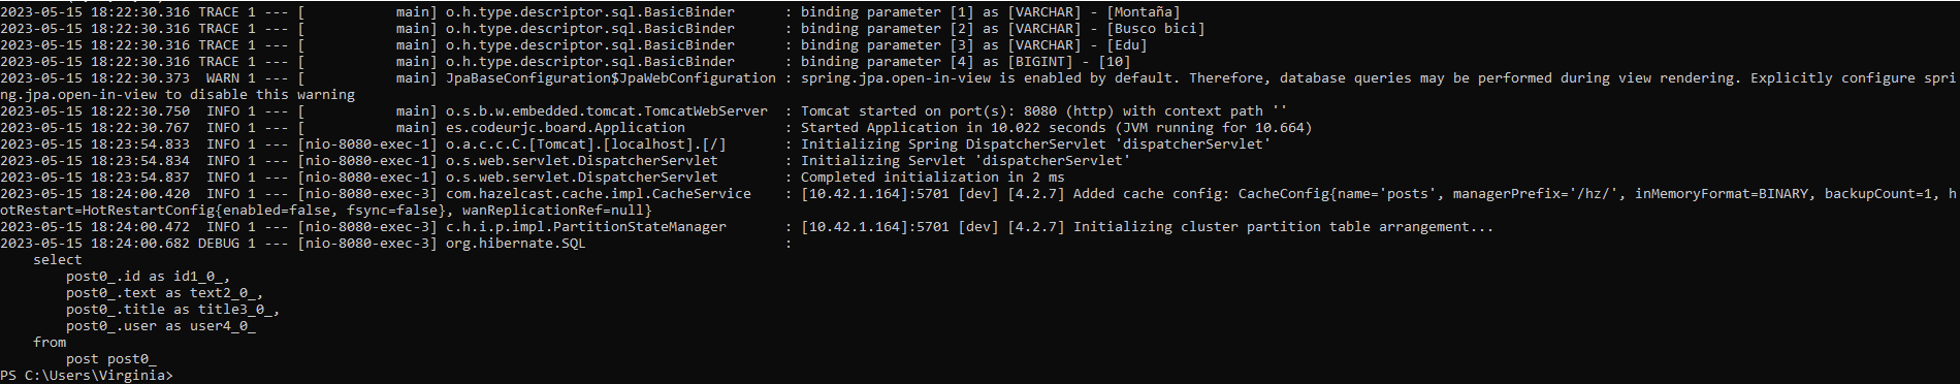 2023-05-15 18:22:30.316 TRACE 1 --- [           main] o.h.type.descriptor.sql.BasicBinder      : binding parameter [1] as [VARCHAR] - [Montaña]
2023-05-15 18:22:30.316 TRACE 1 --- [           main] o.h.type.descriptor.sql.BasicBinder      : binding parameter [2] as [VARCHAR] - [Busco bici]
2023-05-15 18:22:30.316 TRACE 1 --- [           main] o.h.type.descriptor.sql.BasicBinder      : binding parameter [3] as [VARCHAR] - [Edu]
2023-05-15 18:22:30.316 TRACE 1 --- [           main] o.h.type.descriptor.sql.BasicBinder      : binding parameter [4] as [BIGINT] - [10]
2023-05-15 18:22:30.373  WARN 1 --- [           main] JpaBaseConfiguration$JpaWebConfiguration : spring.jpa.open-in-view is enabled by default. Therefore, database queries may be performed during view rendering. Explicitly configure spri
ng.jpa.open-in-view to disable this warning
2023-05-15 18:22:30.750  INFO 1 --- [           main] o.s.b.w.embedded.tomcat.TomcatWebServer  : Tomcat started on port(s): 8080 (http) with context path ''
2023-05-15 18:22:30.767  INFO 1 --- [           main] es.codeurjc.board.Application            : Started Application in 10.022 seconds (JVM running for 10.664)
2023-05-15 18:23:54.833  INFO 1 --- [nio-8080-exec-1] o.a.c.c.C.[Tomcat].[localhost].[/]       : Initializing Spring DispatcherServlet 'dispatcherServlet'
2023-05-15 18:23:54.834  INFO 1 --- [nio-8080-exec-1] o.s.web.servlet.DispatcherServlet        : Initializing Servlet 'dispatcherServlet'
2023-05-15 18:23:54.837  INFO 1 --- [nio-8080-exec-1] o.s.web.servlet.DispatcherServlet        : Completed initialization in 2 ms
2023-05-15 18:24:00.420  INFO 1 --- [nio-8080-exec-3] com.hazelcast.cache.impl.CacheService    : [10.42.1.164]:5701 [dev] [4.2.7] Added cache config: CacheConfig{name='posts', managerPrefix='/hz/', inMemoryFormat=BINARY, backupCount=1, h
otRestart=HotRestartConfig{enabled=false, fsync=false}, wanReplicationRef=null}
2023-05-15 18:24:00.472  INFO 1 --- [nio-8080-exec-3] c.h.i.p.impl.PartitionStateManager       : [10.42.1.164]:5701 [dev] [4.2.7] Initializing cluster partition table arrangement...
2023-05-15 18:24:00.682 DEBUG 1 --- [nio-8080-exec-3] org.hibernate.SQL                        :
    select
        post0_.id as id1_0_,
        post0_.text as text2_0_,
        post0_.title as title3_0_,
        post0_.user as user4_0_
    from
        post post0_
PS C:\Users\Virginia>